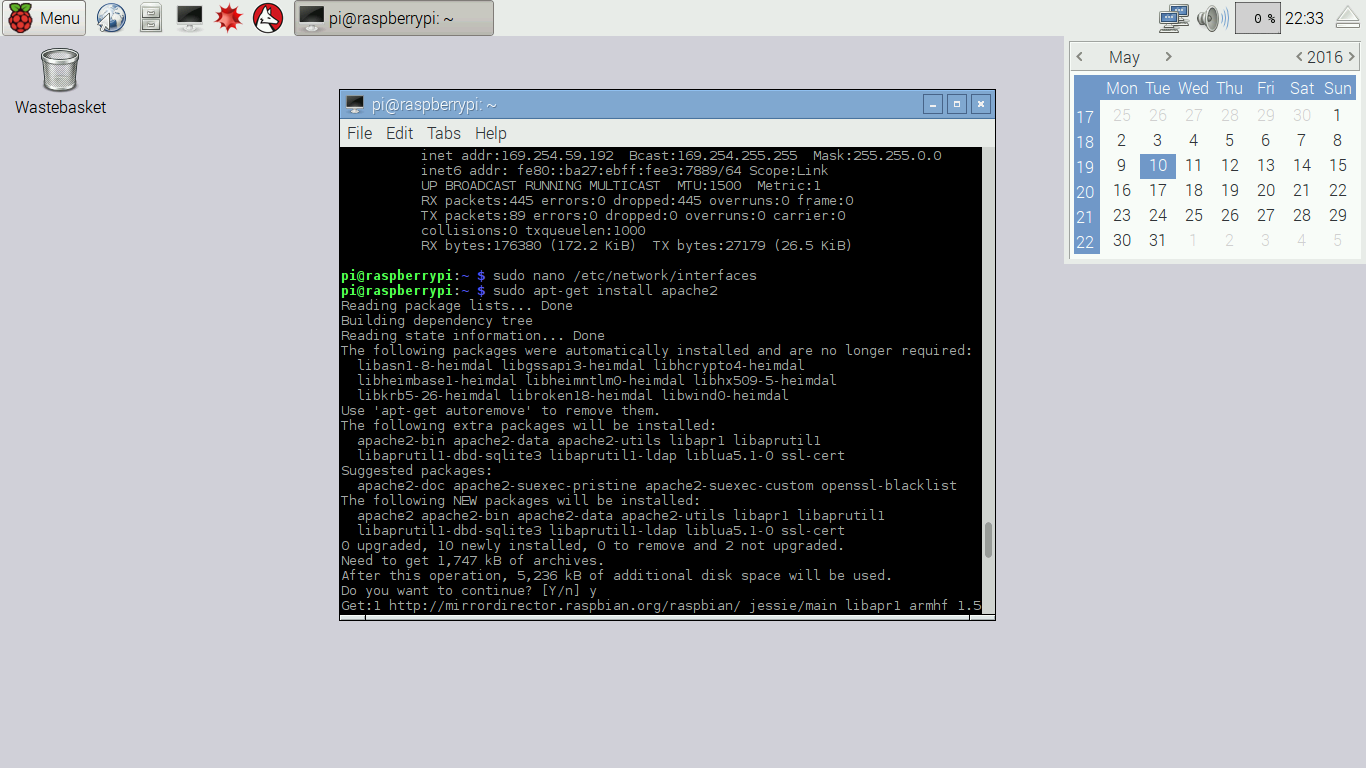 Menu
pi@raspberrypi: ~
0 %
22:33
Wastebasket
May
2016
Mon Tue Wed Thu Fri Sat Sun
17 25 26 27 28 29 30 1
18 2 3 4 5 6 7 8
19 9 10 11 12 13 14 15
20 16 17 18 19 20 21 22
21 23 24 25 26 27 28 29
22 30 31 1 2 3 4 5
pi@raspberrypi: ~
File Edit Tabs Help
inet addr:169.254.59.192  Bcast:169.254.255.255  Mask:255.255.0.0
inet6 addr: fe80::ba27:ebff:fee3:7889/64 Scope:Link
UP BROADCAST RUNNING MULTICAST  MTU:1500  Metric:1
RX packets:445 errors:0 dropped:445 overruns:0 frame:0
TX packets:89 errors:0 dropped:0 overruns:0 carrier:0
collisions:0 txqueuelen:1000
RX bytes:176380 (172.2 KiB)  TX bytes:27179 (26.5 KiB)
pi@raspberrypi:~ $ sudo nano /etc/network/interfaces
pi@raspberrypi:~ $ sudo apt-get install apache2
Reading package lists... Done
Building dependency tree
Reading state information... Done
The following packages were automatically installed and are no longer required:
libasn1-8-heimdal libgssapi3-heimdal libhcrypto4-heimdal
libheimbase1-heimdal libheimntlm0-heimdal libhx509-5-heimdal
libkrb5-26-heimdal libroken18-heimdal libwind0-heimdal
Use 'apt-get autoremove' to remove them.
The following extra packages will be installed:
apache2-bin apache2-data apache2-utils libapr1 libaprutil1
libaprutil1-dbd-sqlite3 libaprutil1-ldap liblua5.1-0 ssl-cert
Suggested packages:
apache2-doc apache2-suexec-pristine apache2-suexec-custom openssl-blacklist
The following NEW packages will be installed:
apache2 apache2-bin apache2-data apache2-utils libapr1 libaprutil1
libaprutil1-dbd-sqlite3 libaprutil1-ldap liblua5.1-0 ssl-cert
0 upgraded, 10 newly installed, 0 to remove and 2 not upgraded.
Need to get 1,747 kB of archives.
After this operation, 5,236 kB of additional disk space will be used.
Do you want to continue? [Y/n] y
Get:1 http://mirrordirector.raspbian.org/raspbian/ jessie/main libapr1 armhf 1.5